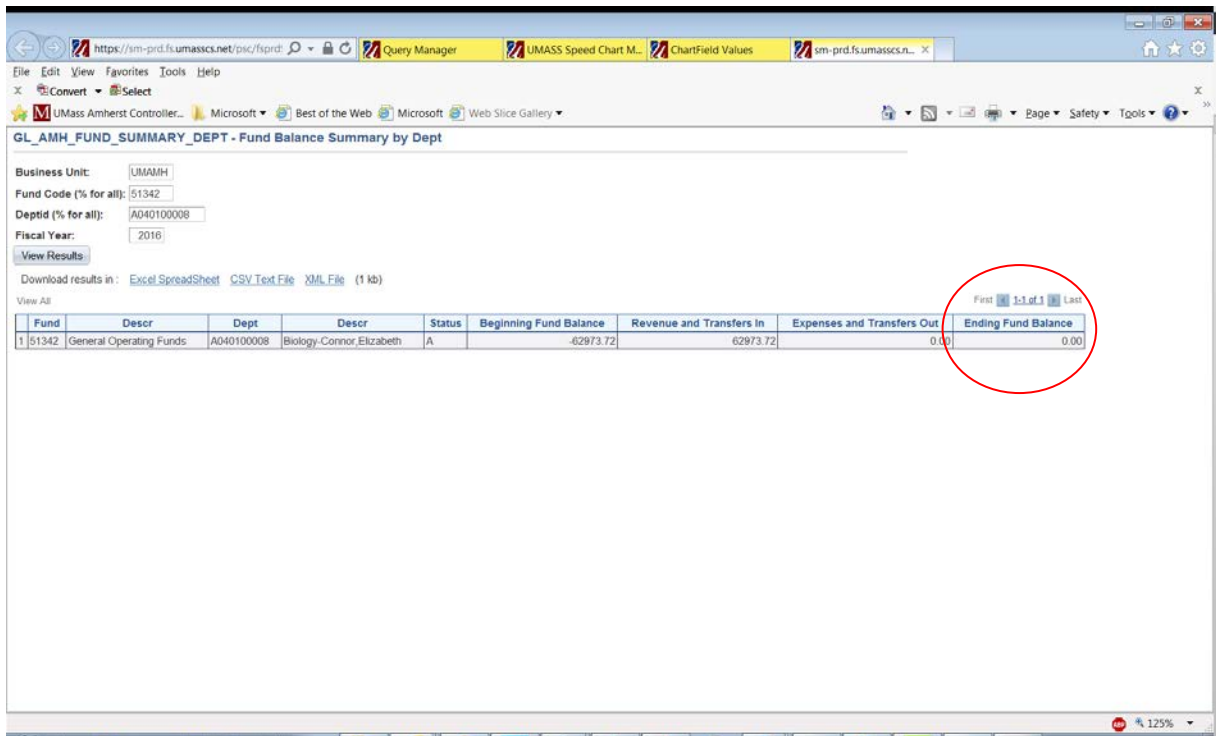 https://sm-prd.fs.umasscs.net/psc/fsprd: Query Manager UMASS Speed Chart M... ChartField Values sm-prd.fs.umasscs.n...
File Edit View Favorites Tools Help
x Convert Select x
UMass Amherst Controller... Microsoft Best of the Web Microsoft Web Slice Gallery Page Safety Tools
GL_AMH_FUND_SUMMARY_DEPT - Fund Balance Summary by Dept
Business Unit: UMAMH
Fund Code (% for all): 51342
Deptid (% for all): A040100008
Fiscal Year: 2016
View Results
Download results in : Excel SpreadSheet CSV Text File XML File (1 kb)
View All First 1-1 of 1 Last
Fund Descr Dept Descr Status Beginning Fund Balance Revenue and Transfers In Expenses and Transfers Out Ending Fund Balance
1 51342 General Operating Funds A040100008 Biology-Connor,Elizabeth A -62973.72 62973.72 0.00 0.00
ABP 125%